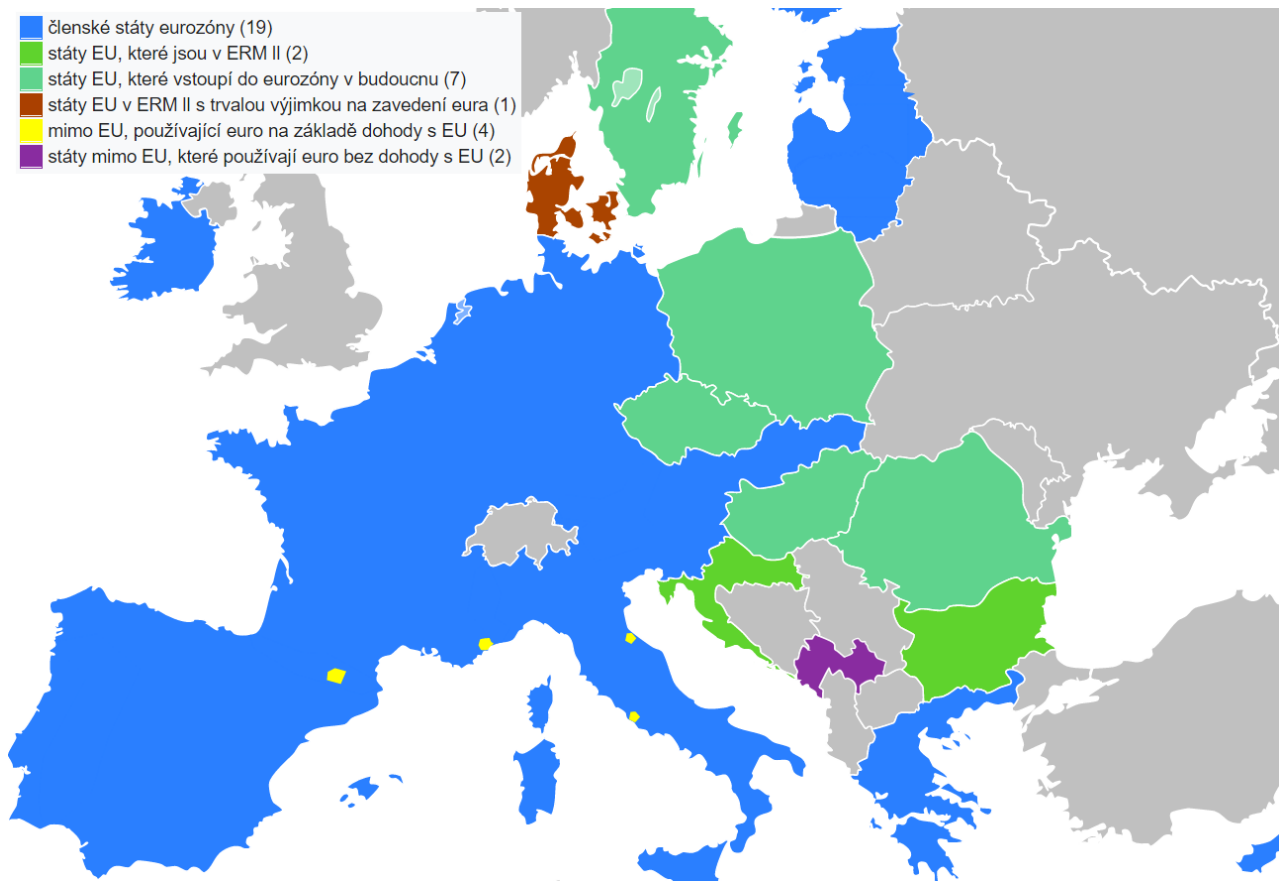 členské státy eurozóny (19)
státy EU, které jsou v ERM II (2)
státy EU, které vstoupí do eurozóny v budoucnu (7)
státy EU v ERM II s trvalou výjimkou na zavedení eura (1)
mimo EU, používající euro na základě dohody s EU (4)
státy mimo EU, které používají euro bez dohody s EU (2)